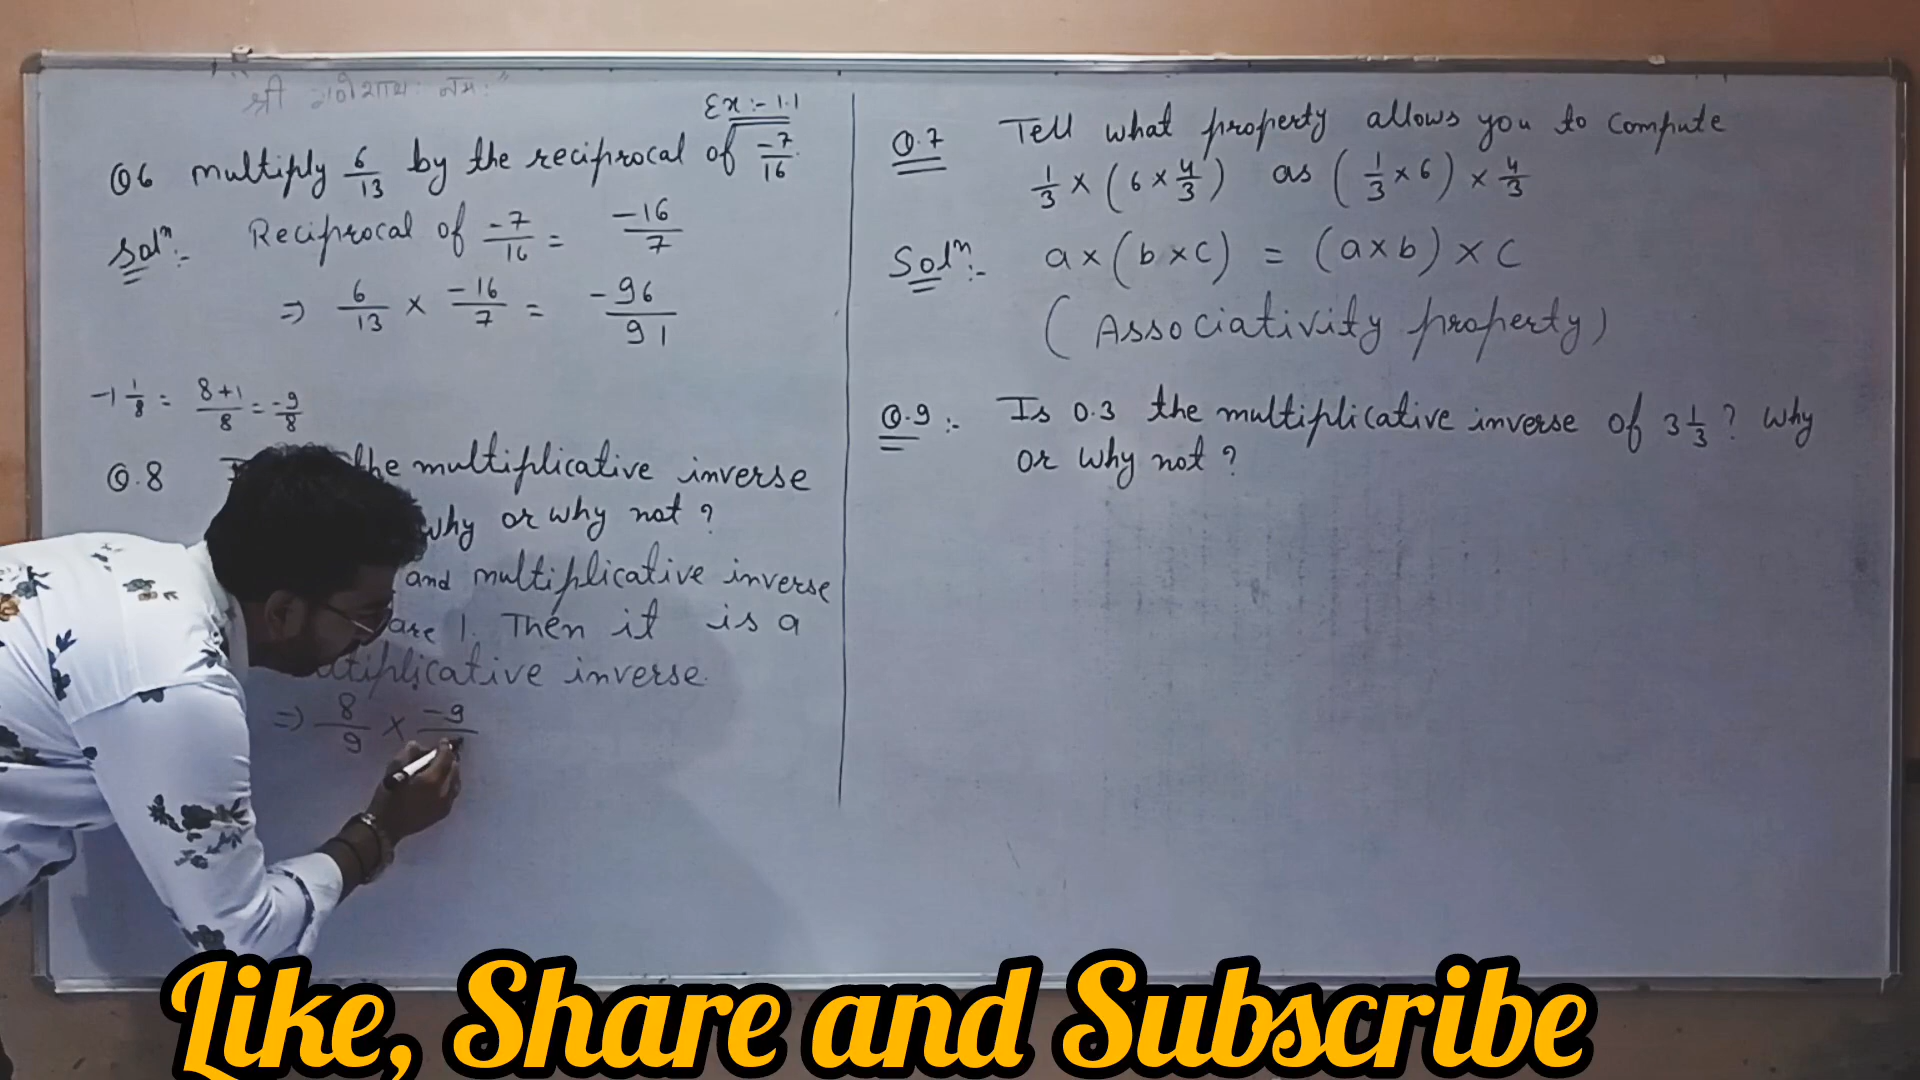 "श्री गणेशायः नमः"
Ex:- 1.1
Q6 multiply 6/13 by the reciprocal of -7/16.
Solⁿ:- Reciprocal of -7/16 = -16/7
=> 6/13 × -16/7 = -96/91
-1 1/8 = 8+1/8 = -9/8
Q.8 the multiplicative inverse
why or why not ?
and multiplicative inverse
are 1. Then it is a
multiplicative inverse.
=> 8/9 × -9/
Q.7 Tell what property allows you to compute
1/3 × (6 × 4/3) as (1/3 × 6) × 4/3
Solⁿ:- a × (b × c) = (a × b) × c
(Associativity property)
Q.9:- Is 0.3 the multiplicative inverse of 3 1/3 ? why
or why not ?
Like, Share and Subscribe